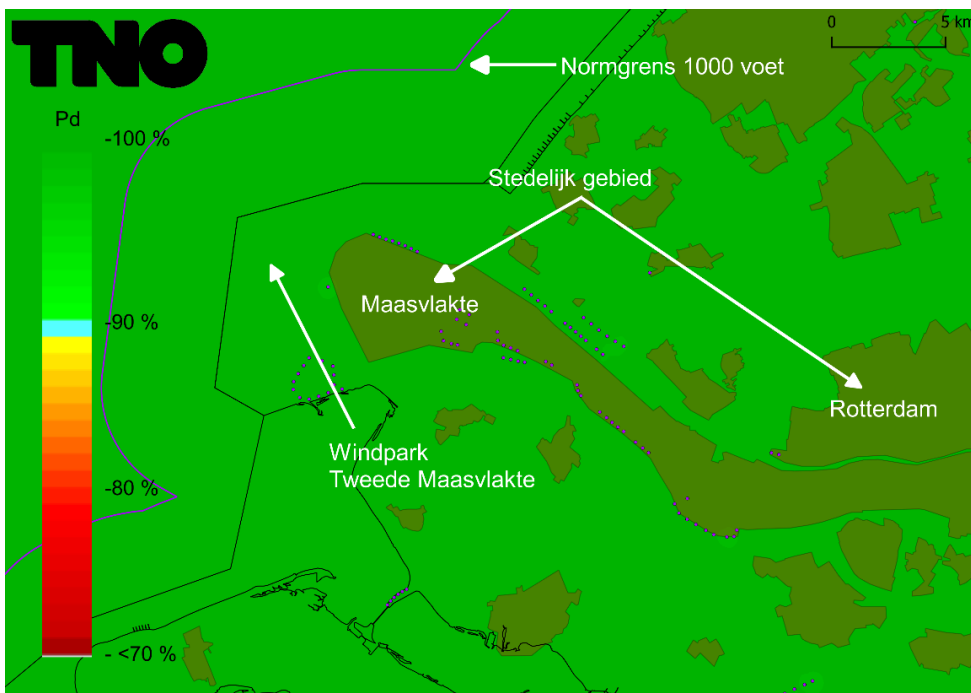 TNO
0 5 km
Normgrens 1000 voet
Pd
-100 %
Stedelijk gebied
Maasvlakte
-90 %
Rotterdam
Windpark
Tweede Maasvlakte
-80 %
- <70 %